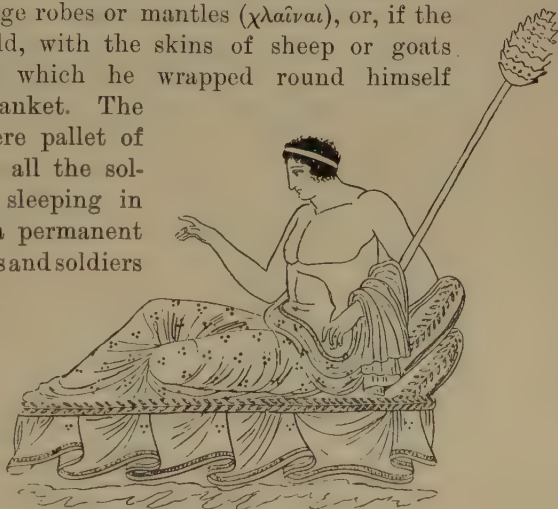 ge robes or mantles (χλαῖναι), or, if the
ld, with the skins of sheep or goats
which he wrapped round himself
anket. The
ere pallet of
all the sol-
sleeping in
a permanent
s and soldiers